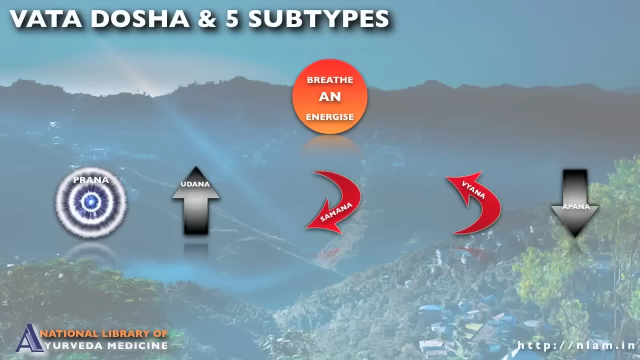 VATA DOSHA & 5 SUBTYPES
BREATHE
AN
ENERGISE
PRANA
UDANA
SAMANA
VYANA
APANA
NATIONAL LIBRARY OF
AYURVEDA MEDICINE
http://nlam.in